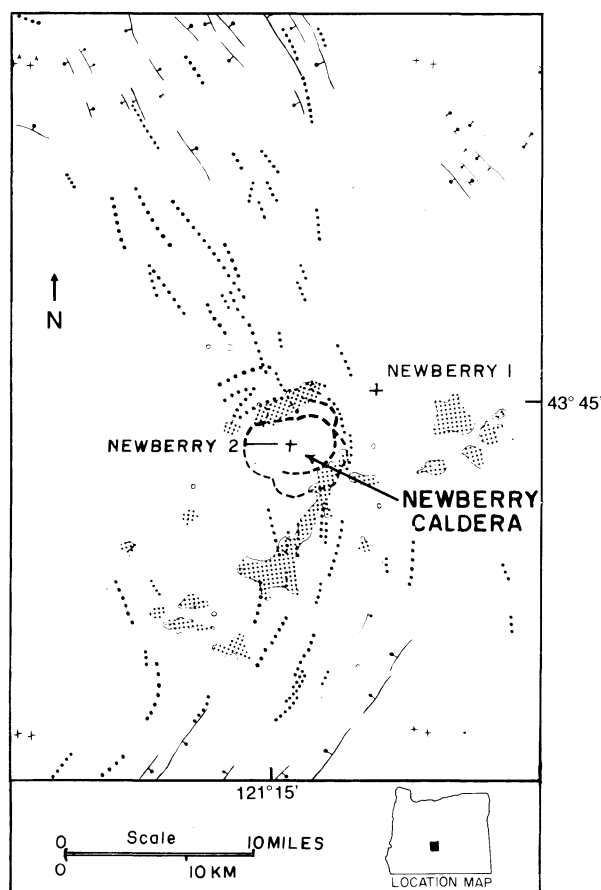 N
NEWBERRY 1
43° 45'
NEWBERRY 2
NEWBERRY
CALDERA
121° 15'
0 Scale 10 MILES
0 10 KM
LOCATION MAP